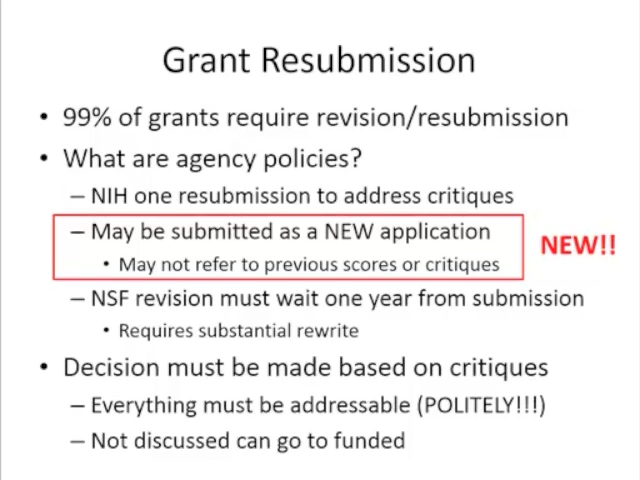 Grant Resubmission
• 99% of grants require revision/resubmission
• What are agency policies?
– NIH one resubmission to address critiques
– May be submitted as a NEW application
NEW!!
• May not refer to previous scores or critiques
– NSF revision must wait one year from submission
• Requires substantial rewrite
• Decision must be made based on critiques
– Everything must be addressable (POLITELY!!!)
– Not discussed can go to funded